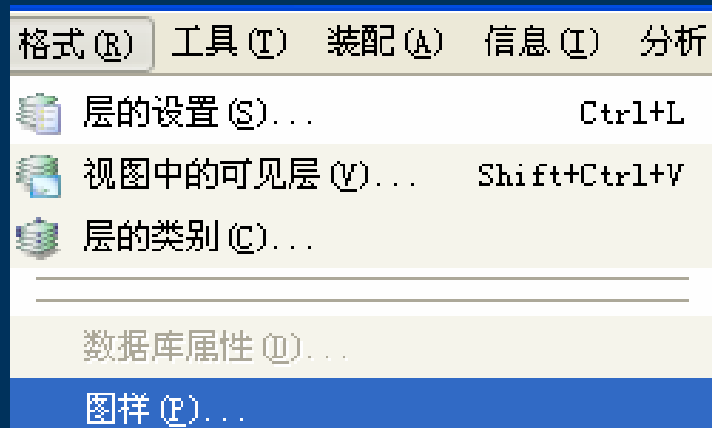 格式(R) 工具(T) 装配(A) 信息(I) 分析
层的设置(S)... Ctrl+L
视图中的可见层(V)... Shift+Ctrl+V
层的类别(C)...
数据库属性(D)...
图样(P)...